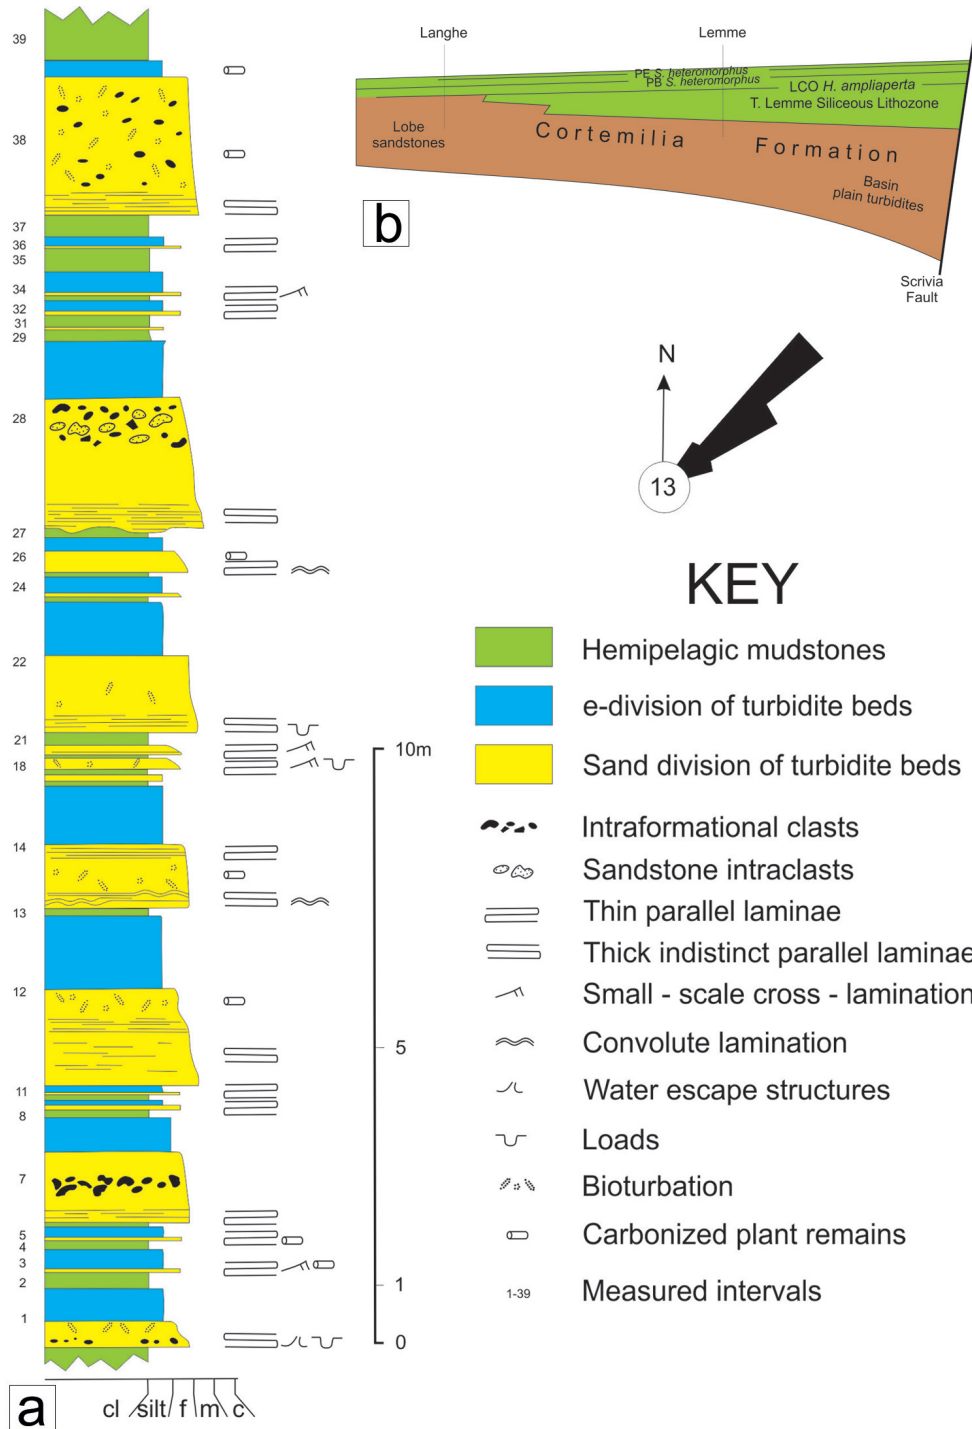 39
38
37
36
35
34
32
31
29
28
27
26
24
22
21
18
14
13
12
11
8
7
5
4
3
2
1
10m
5
1
0
cl silt f m c
a
Langhe
Lemme
PE S. heteromorphus
PB S. heteromorphus
LCO H. ampliaperta
T. Lemme Siliceous Lithozone
Lobe
sandstones
Cortemilia Formation
Basin
plain turbidites
b
Scrivia
Fault
N
13
KEY
Hemipelagic mudstones
e-division of turbidite beds
Sand division of turbidite beds
Intraformational clasts
Sandstone intraclasts
Thin parallel laminae
Thick indistinct parallel laminae
Small - scale cross - lamination
Convolute lamination
Water escape structures
Loads
Bioturbation
Carbonized plant remains
1-39 Measured intervals